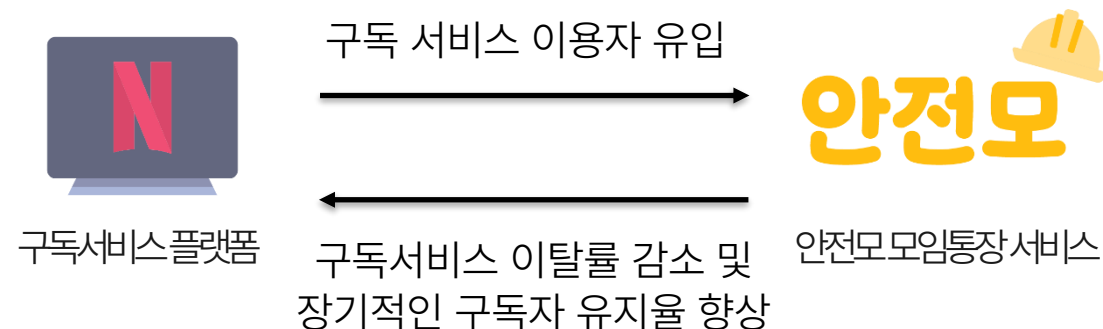 구독 서비스 이용자 유입
N
안전모
구독서비스 플랫폼
안전모 모임통장 서비스
구독서비스 이탈률 감소 및
장기적인 구독자 유지율 향상